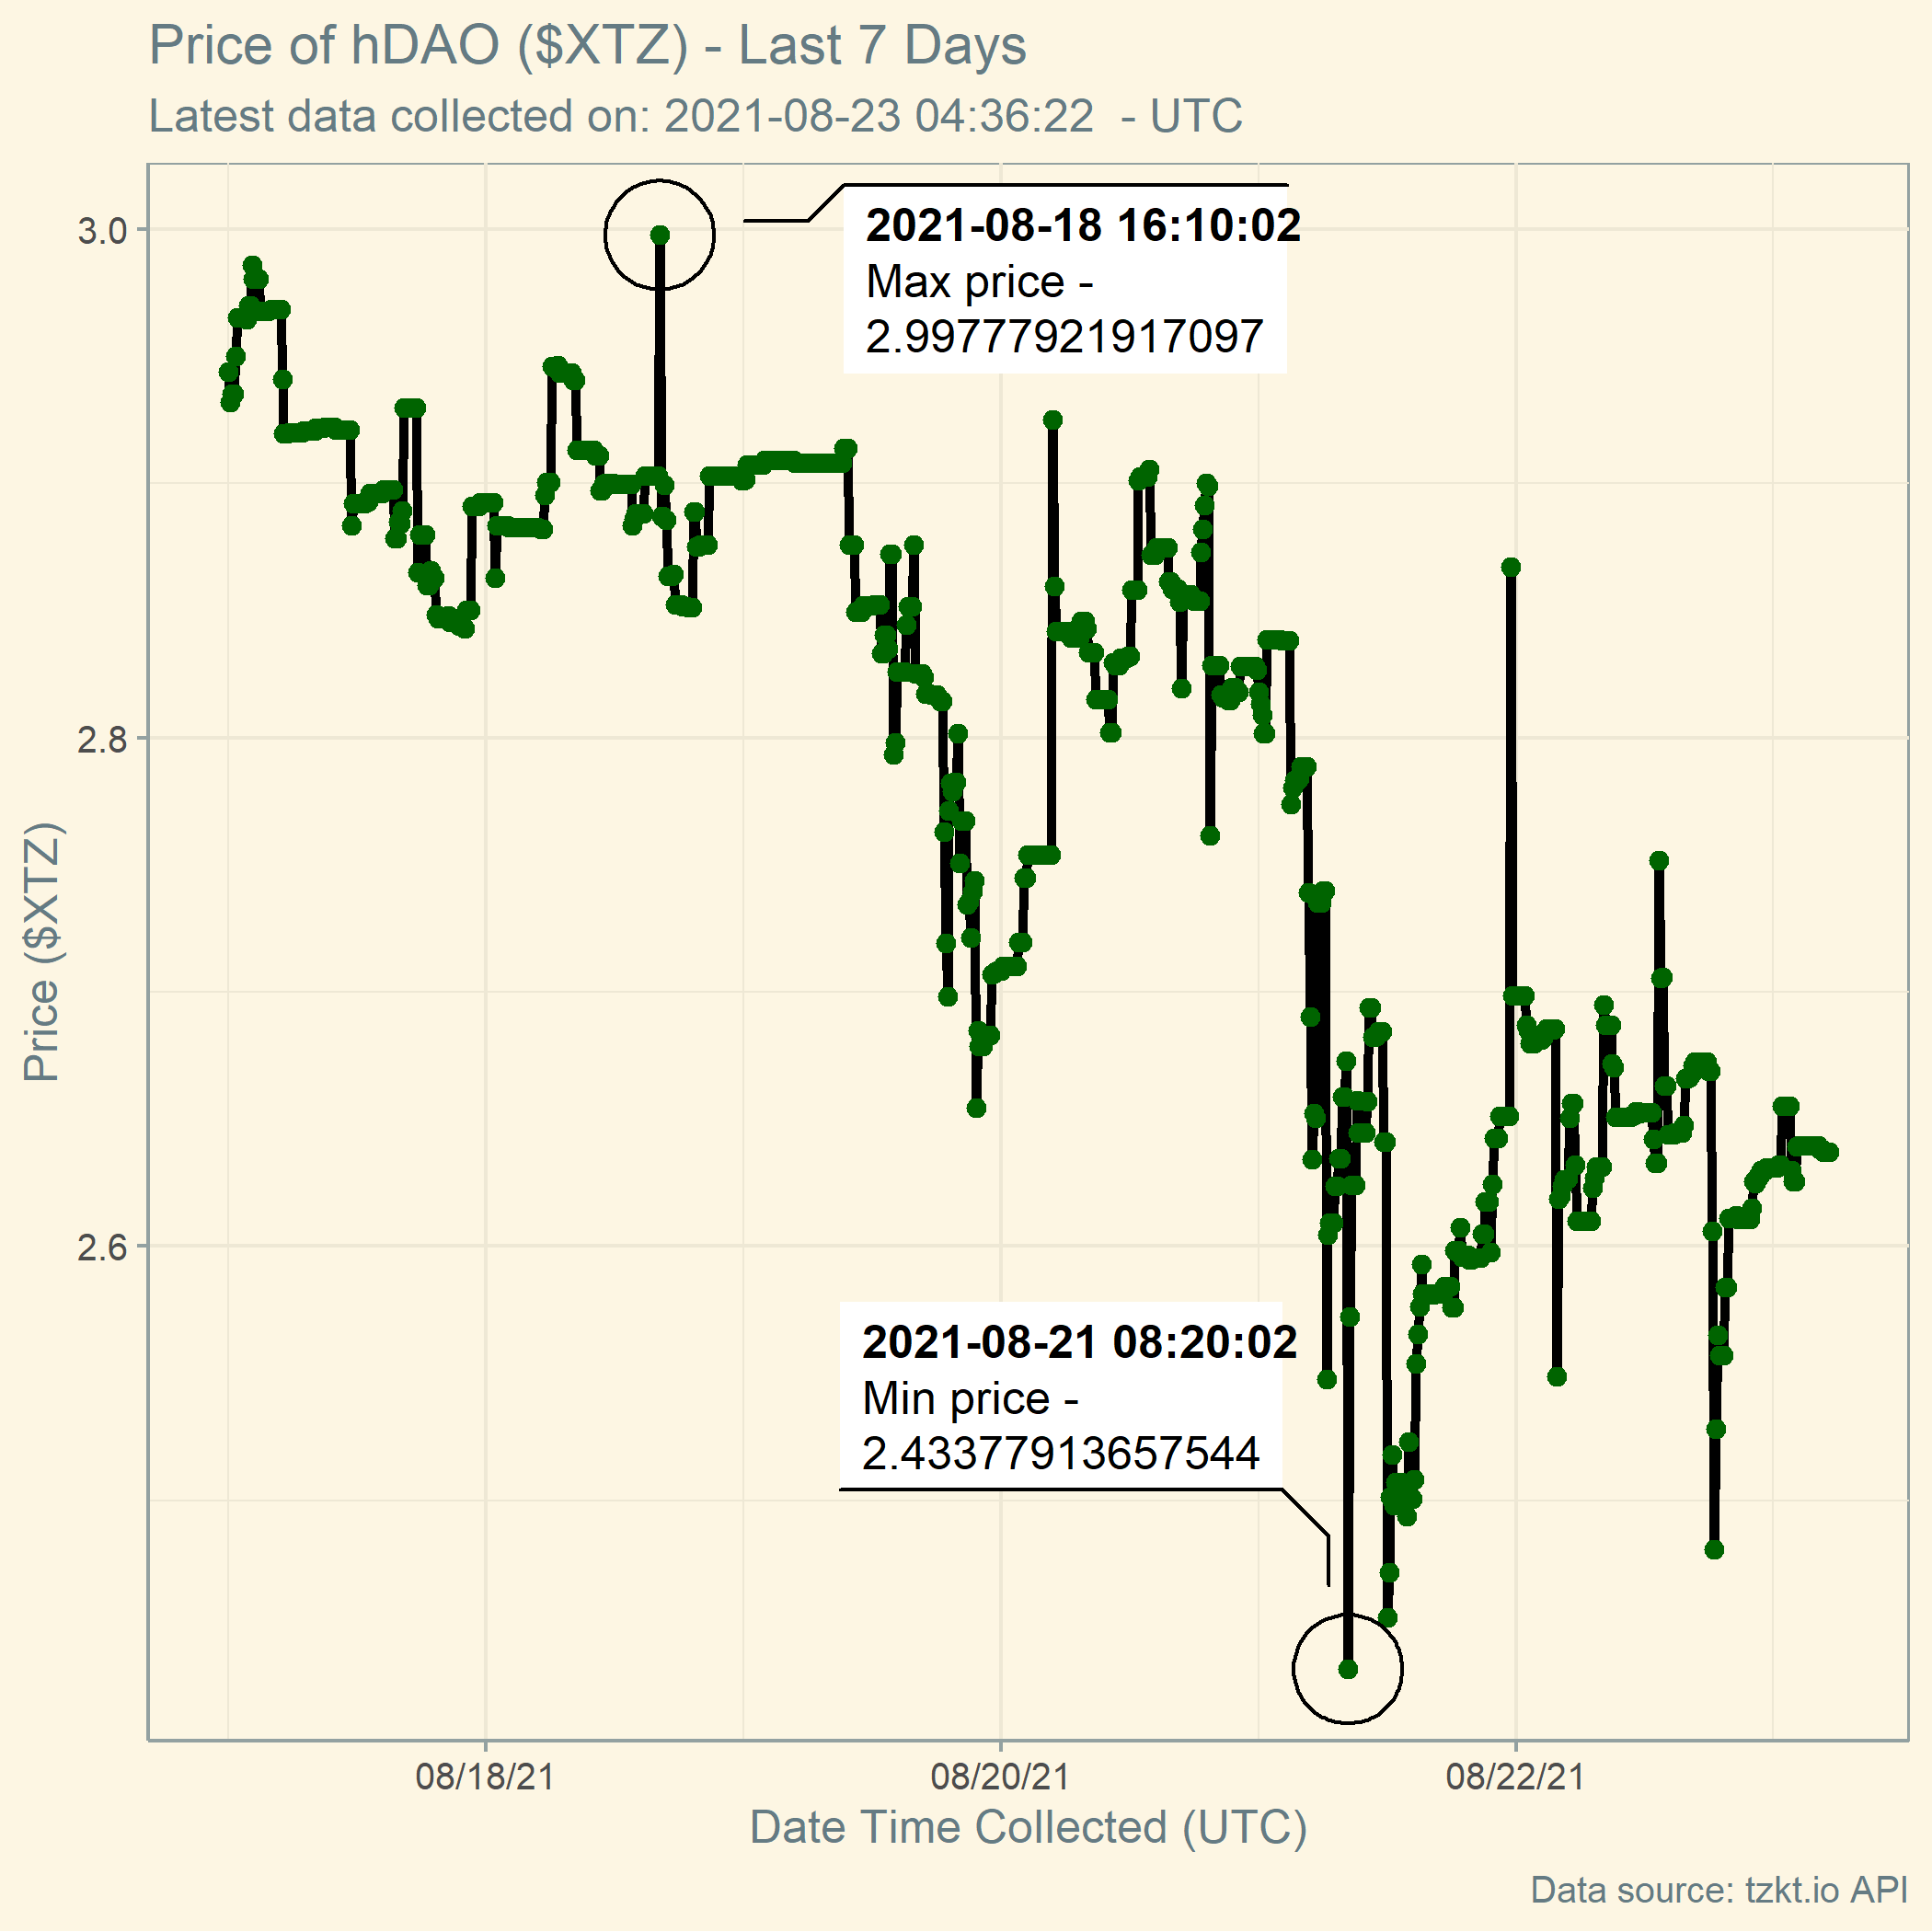 Price of hDAO ($XTZ) - Last 7 Days
Latest data collected on: 2021-08-23 04:36:22  - UTC
2021-08-18 16:10:02
Max price -
2.99777921917097
3.0
2.8
2.6
Price ($XTZ)
2021-08-21 08:20:02
Min price -
2.43377913657544
08/18/21
08/20/21
08/22/21
Date Time Collected (UTC)
Data source: tzkt.io API